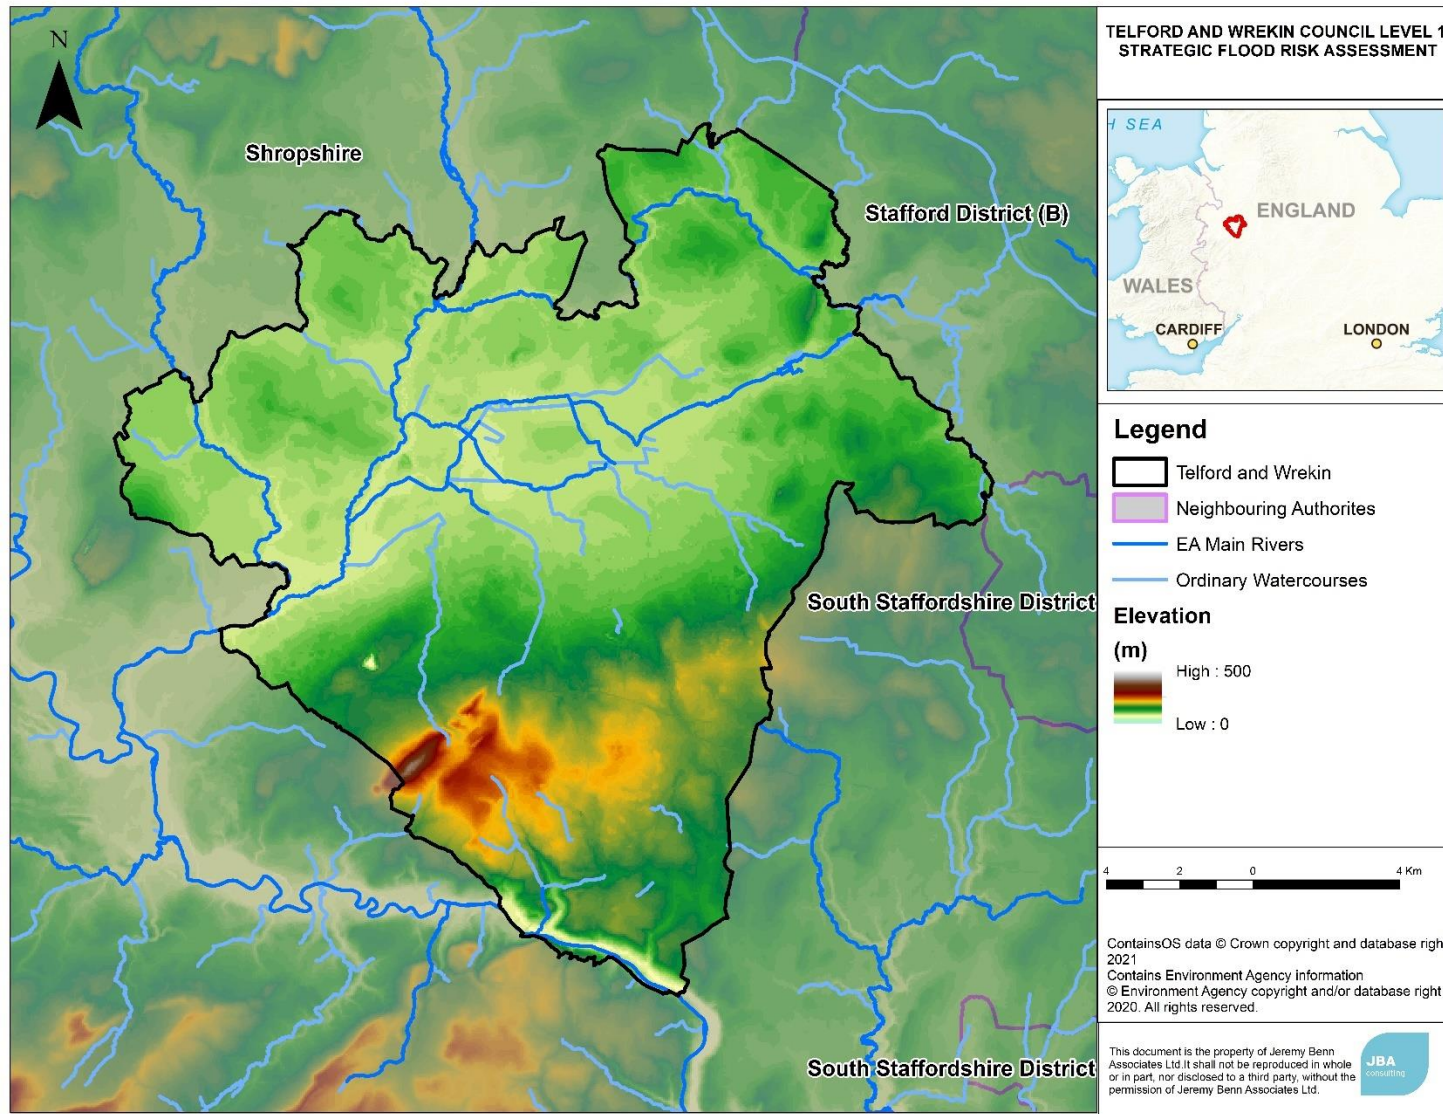 N
Shropshire
Stafford District (B)
South Staffordshire District
South Staffordshire District
TELFORD AND WREKIN COUNCIL LEVEL 1
STRATEGIC FLOOD RISK ASSESSMENT
H SEA
ENGLAND
WALES
CARDIFF
LONDON
Legend
Telford and Wrekin
Neighbouring Authorites
EA Main Rivers
Ordinary Watercourses
Elevation
(m)
High : 500
Low : 0
4 2 0 4 Km
ContainsOS data © Crown copyright and database righ
2021
Contains Environment Agency information
© Environment Agency copyright and/or database right
2020. All rights reserved.
This document is the property of Jeremy Benn
Associates Ltd.It shall not be reproduced in whole
or in part, nor disclosed to a third party, without the
permission of Jeremy Benn Associates Ltd.
JBA
consulting